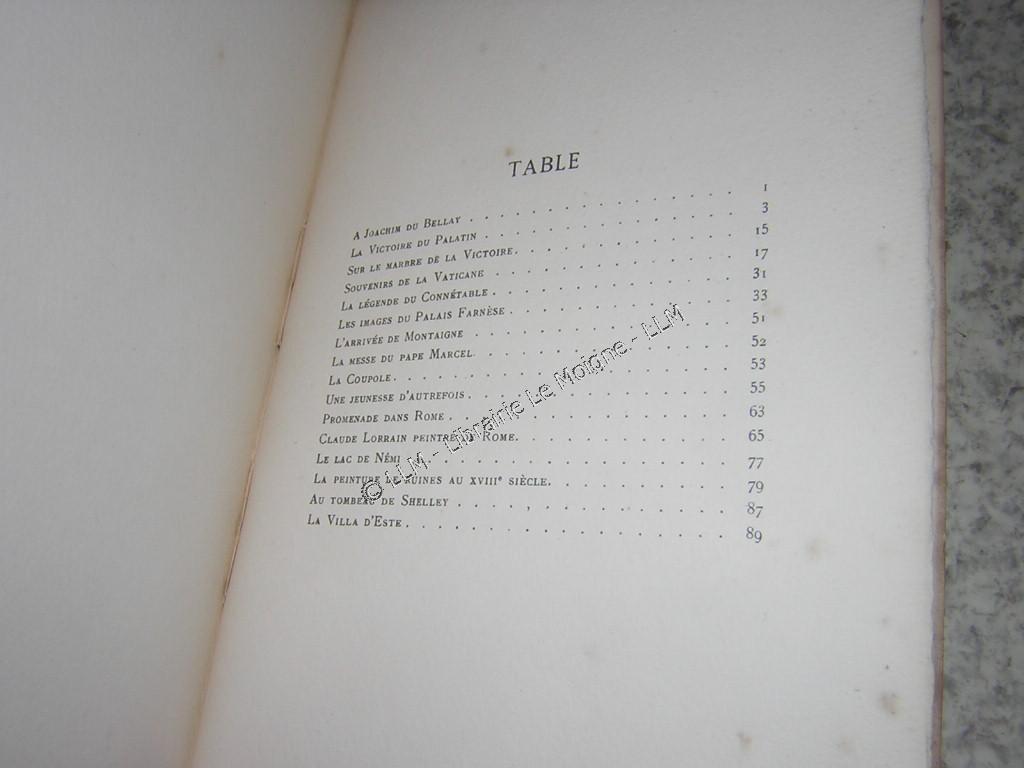 TABLE
A Joachim du Bellay . . . . . . . . . . . . . . 1
La Victoire du Palatin . . . . . . . . . . . . . 3
Sur le marbre de la Victoire. . . . . . . . . . . 15
Souvenirs de la Vaticane . . . . . . . . . . . . 17
La légende du Connétable . . . . . . . . . . . . 31
Les images du Palais Farnèse . . . . . . . . . . 33
L'arrivée de Montaigne . . . . . . . . . . . . . 51
La messe du pape Marcel. . . . . . . . . . . . . 52
La Coupole. . . . . . . . . . . . . . . . . 53
Une jeunesse d'autrefois. . . . . . . . . . . . . 55
Promenade dans Rome . . . . . . . . . . . . . . 63
Claude Lorrain peintre de Rome. . . . . . . . . . 65
Le lac de Némi . . . . . . . . . . . . . . . . 77
La peinture de ruines au XVIIIe siècle. . . . . . . . 79
Au tombeau de Shelley . . . . . . . . . . . . . 87
La Villa d'Este. . . . . . . . . . . . . . . . 89
© LLM - Librairie Le Moigne - LLM